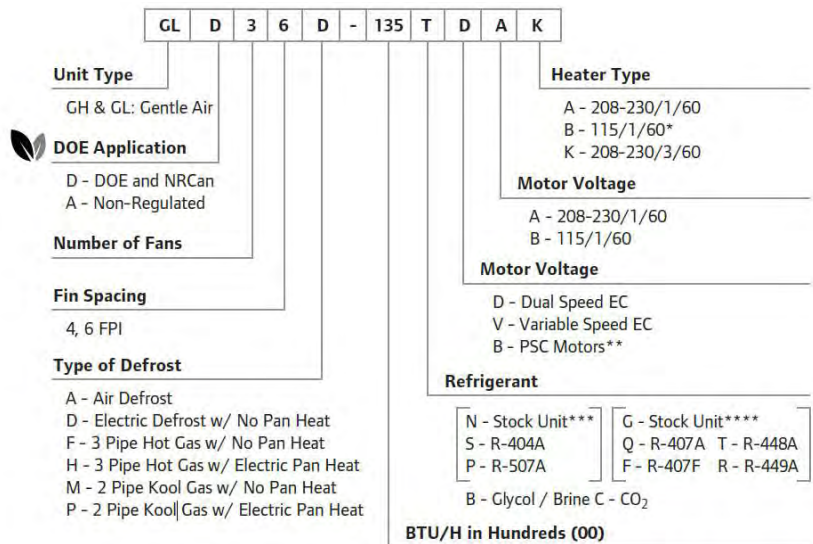 GL D 3 6 D - 135 T D A K
Unit Type
GH & GL: Gentle Air
DOE Application
D - DOE and NRCan
A - Non-Regulated
Number of Fans
Fin Spacing
4, 6 FPI
Type of Defrost
A - Air Defrost
D - Electric Defrost w/ No Pan Heat
F - 3 Pipe Hot Gas w/ No Pan Heat
H - 3 Pipe Hot Gas w/ Electric Pan Heat
M - 2 Pipe Kool Gas w/ No Pan Heat
P - 2 Pipe Kool Gas w/ Electric Pan Heat
Heater Type
A - 208-230/1/60
B - 115/1/60*
K - 208-230/3/60
Motor Voltage
A - 208-230/1/60
B - 115/1/60
Motor Voltage
D - Dual Speed EC
V - Variable Speed EC
B - PSC Motors**
Refrigerant
N - Stock Unit***
S - R-404A
P - R-507A
G - Stock Unit****
Q - R-407A T - R-448A
F - R-407F R - R-449A
B - Glycol / Brine C - CO₂
BTU/H in Hundreds (00)